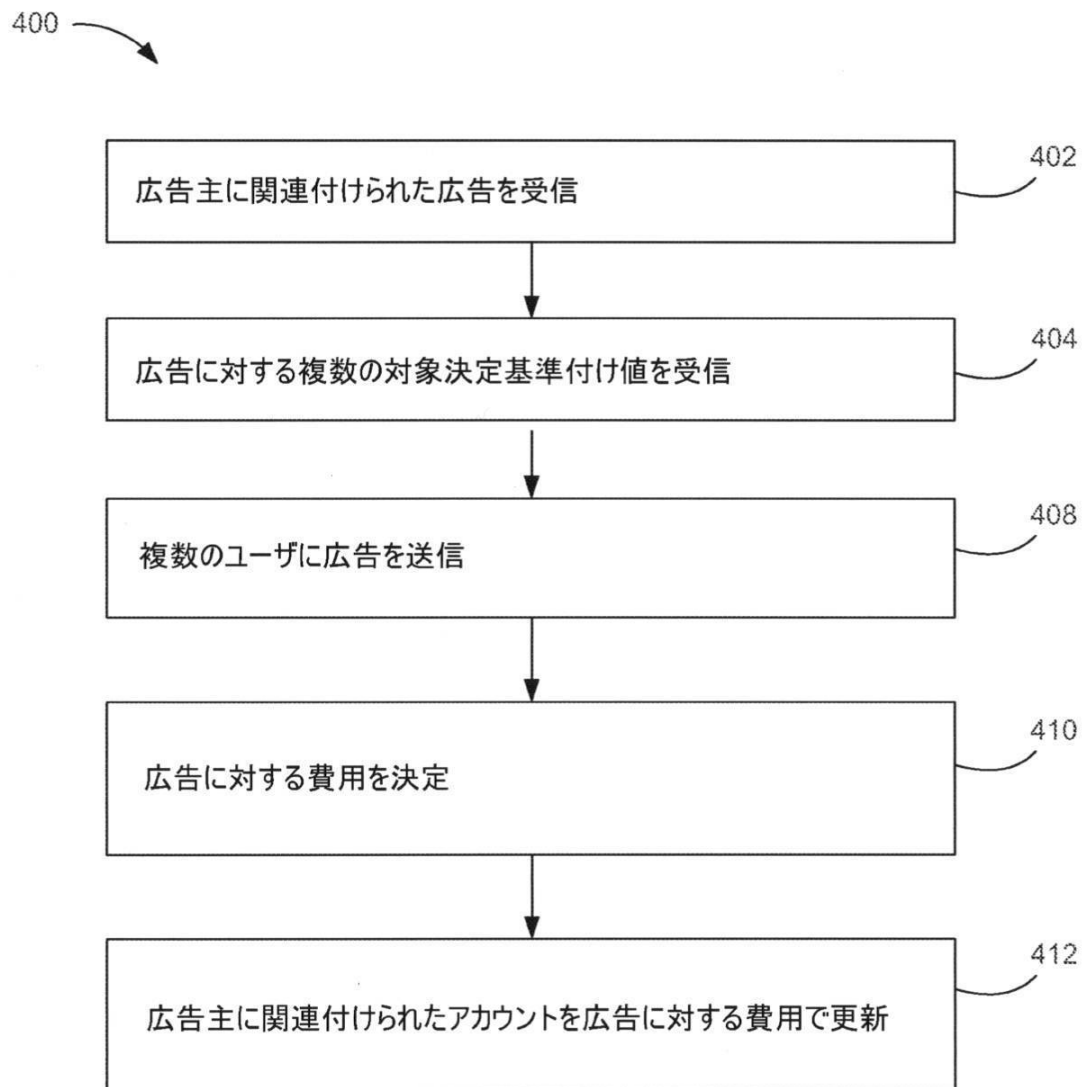 400
402
広告主に関連付けられた広告を受信
404
広告に対する複数の対象決定基準付け値を受信
408
複数のユーザに広告を送信
410
広告に対する費用を決定
412
広告主に関連付けられたアカウントを広告に対する費用で更新